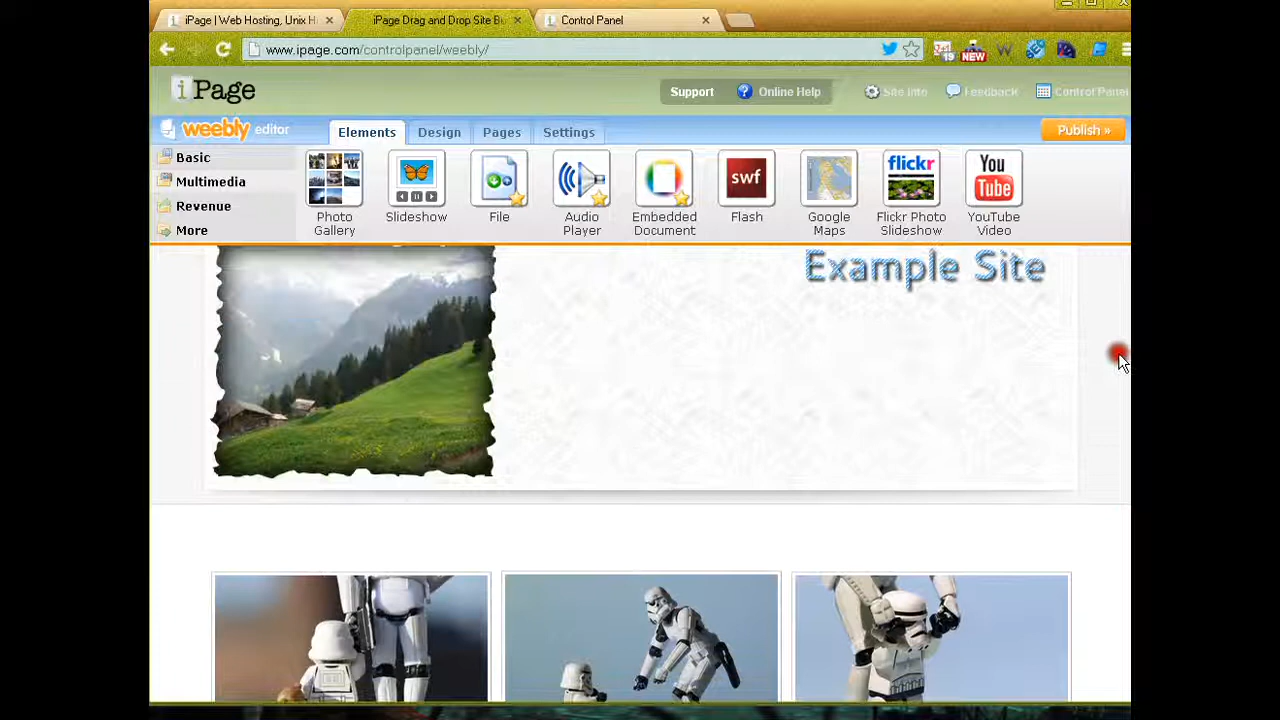 iPage | Web Hosting, Unix H
iPage Drag and Drop Site Bu
Control Panel
www.ipage.com/controlpanel/weebly/
19
NEW
iPage
Support
Online Help
Site Info
Feedback
Control Panel
weebly editor
Elements
Design
Pages
Settings
Publish »
Basic
Multimedia
Revenue
More
Photo Gallery
Slideshow
File
Audio Player
Embedded Document
swf
Flash
Google Maps
flickr
Flickr Photo Slideshow
You Tube
YouTube Video
Example Site